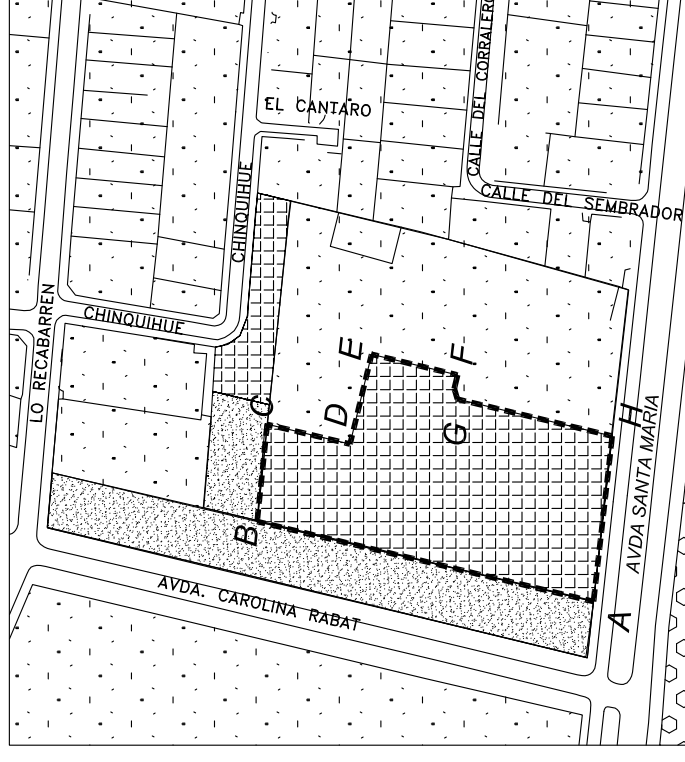 CALLE DEL CORRALERO
EL CANTARO
CHINQUIHUE
CALLE DEL SEMBRADOR
LO RECABARREN
CHINQUIHUE
E
F
C
D
G
H
B
AVDA SANTA MARIA
AVDA. CAROLINA RABAT
A